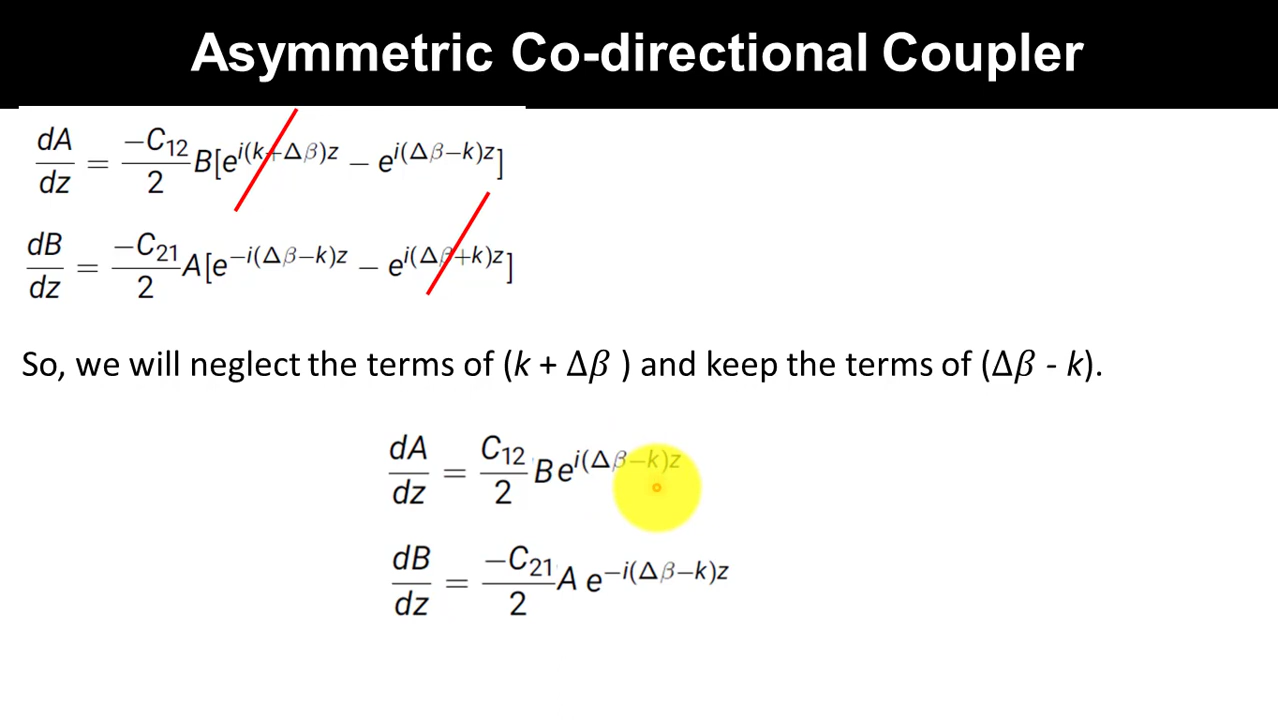 Asymmetric Co-directional Coupler
dA/dz = −C₁₂/2 B[e^{i(k+Δβ)z} − e^{i(Δβ−k)z}]
dB/dz = −C₂₁/2 A[e^{−i(Δβ−k)z} − e^{i(Δβ+k)z}]
So, we will neglect the terms of (k + Δβ ) and keep the terms of (Δβ - k).
dA/dz = C₁₂/2 B e^{i(Δβ−k)z}
dB/dz = −C₂₁/2 A e^{−i(Δβ−k)z}